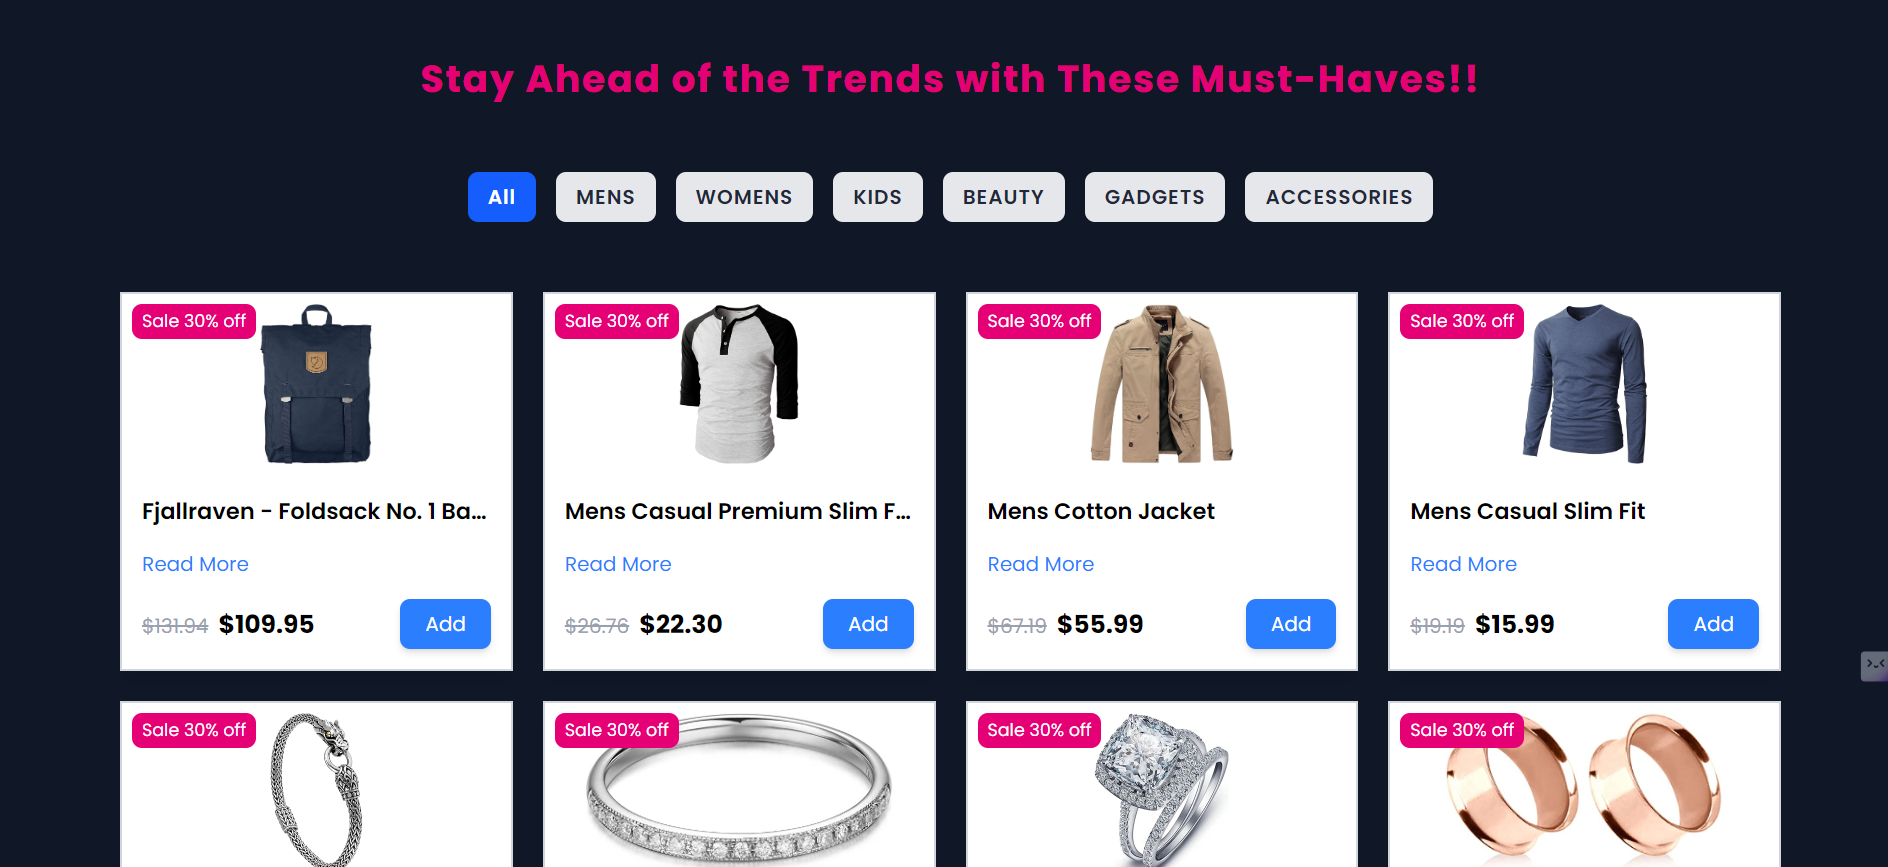 Stay Ahead of the Trends with These Must-Haves!!
All MENS WOMENS KIDS BEAUTY GADGETS ACCESSORIES
Sale 30% off Sale 30% off Sale 30% off Sale 30% off
Fjallraven - Foldsack No. 1 Ba... Mens Casual Premium Slim F... Mens Cotton Jacket Mens Casual Slim Fit
Read More Read More Read More Read More
$131.94 $109.95 Add $26.76 $22.30 Add $67.19 $55.99 Add $19.19 $15.99 Add
Sale 30% off Sale 30% off Sale 30% off Sale 30% off